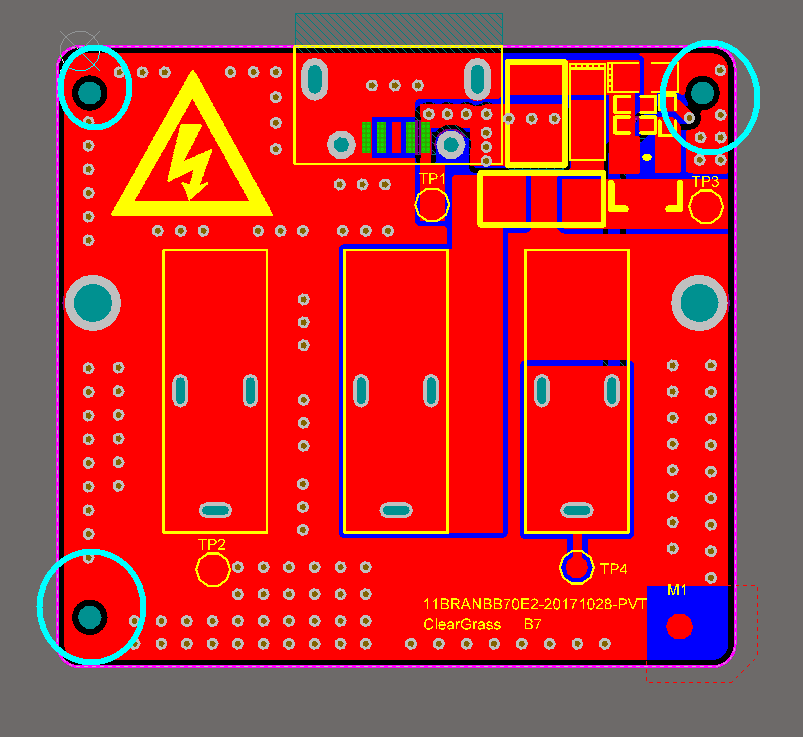 TP1
TP3
TP2
TP4
M1
11BRANBB70E2-20171028-PVT
ClearGrass B7